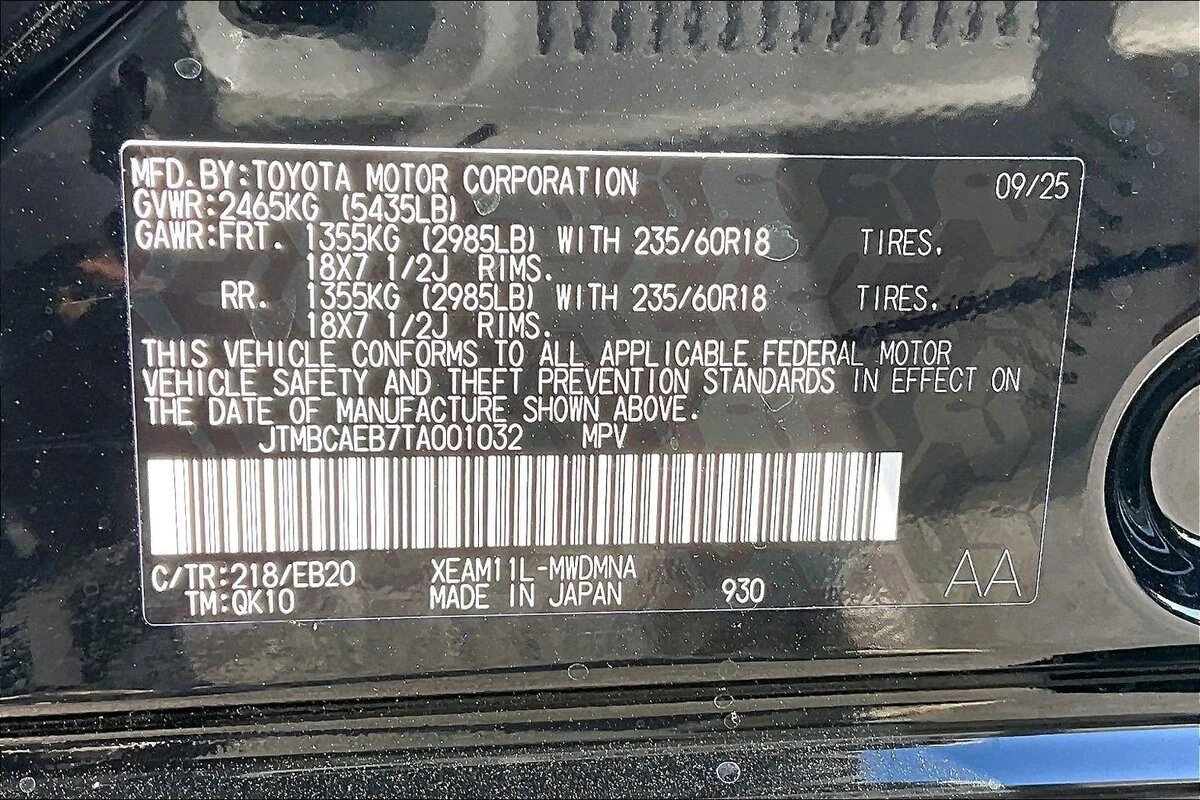 MFD.BY:TOYOTA MOTOR CORPORATION 09/25
GVWR:2465KG (5435LB)
GAWR:FRT. 1355KG (2985LB) WITH 235/60R18 TIRES.
18X7 1/2J RIMS.
RR. 1355KG (2985LB) WITH 235/60R18 TIRES.
18X7 1/2J RIMS.
THIS VEHICLE CONFORMS TO ALL APPLICABLE FEDERAL MOTOR
VEHICLE SAFETY AND THEFT PREVENTION STANDARDS IN EFFECT ON
THE DATE OF MANUFACTURE SHOWN ABOVE.
JTMBCAEB7TA001032 MPV
C/TR:218/EB20 XEAM11L-MWDMNA AA
TM:QK10 MADE IN JAPAN 930